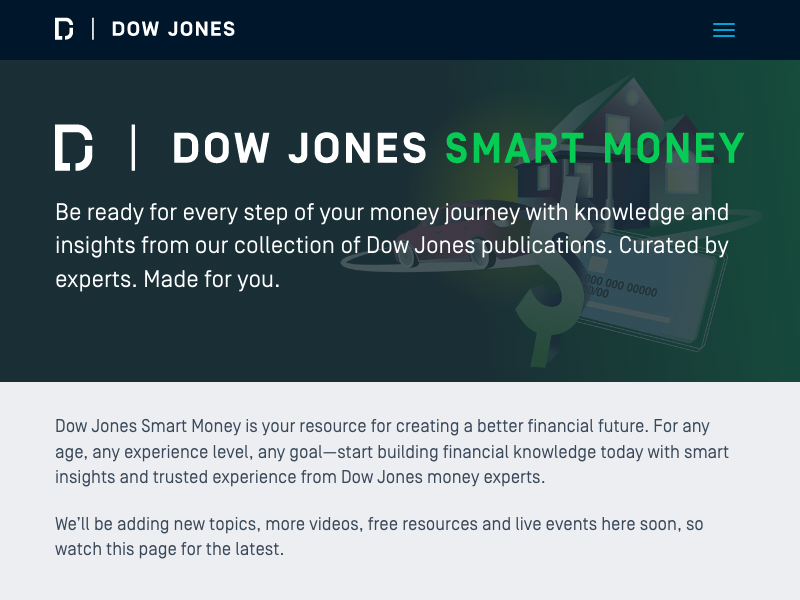 DOW JONES
DOW JONES SMART MONEY
Be ready for every step of your money journey with knowledge and
insights from our collection of Dow Jones publications. Curated by
experts. Made for you.
000 000 00000
00/00
Dow Jones Smart Money is your resource for creating a better financial future. For any
age, any experience level, any goal—start building financial knowledge today with smart
insights and trusted experience from Dow Jones money experts.
We'll be adding new topics, more videos, free resources and live events here soon, so
watch this page for the latest.